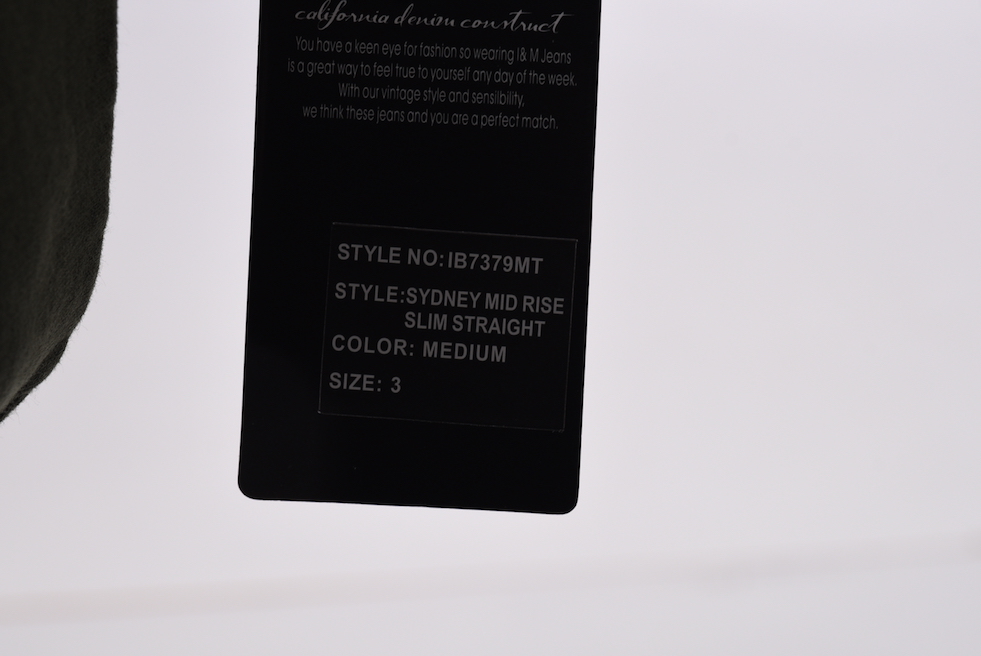 california denim construct
You have a keen eye for fashion so wearing I& M Jeans
is a great way to feel true to yourself any day of the week.
With our vintage style and sensilbility,
we think these jeans and you are a perfect match.
STYLE NO: IB7379MT
STYLE:SYDNEY MID RISE
SLIM STRAIGHT
COLOR: MEDIUM
SIZE: 3